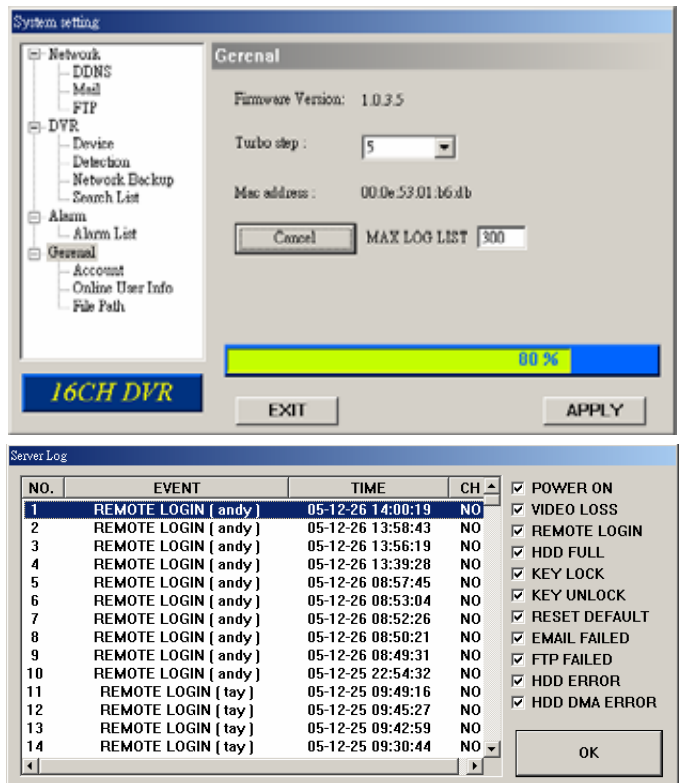 System setting
Network
DDNS
Mail
FTP
DVR
Device
Detection
Network Backup
Search List
Alarm
Alarm List
Gerenal
Account
Online User Info
File Path
16CH DVR
Gerenal
Firmware Version: 1.0.3.5
Turbo step : 5
Mac address : 00:0e:53:01:b6:db
Cancel MAX LOG LIST 300
80 %
EXIT APPLY
Server Log
NO. EVENT TIME CH
1 REMOTE LOGIN ( andy ) 05-12-26 14:00:19 NO
2 REMOTE LOGIN ( andy ) 05-12-26 13:58:43 NO
3 REMOTE LOGIN ( andy ) 05-12-26 13:56:19 NO
4 REMOTE LOGIN ( andy ) 05-12-26 13:39:28 NO
5 REMOTE LOGIN ( andy ) 05-12-26 08:57:45 NO
6 REMOTE LOGIN ( andy ) 05-12-26 08:53:04 NO
7 REMOTE LOGIN ( andy ) 05-12-26 08:52:26 NO
8 REMOTE LOGIN ( andy ) 05-12-26 08:50:21 NO
9 REMOTE LOGIN ( andy ) 05-12-26 08:49:31 NO
10 REMOTE LOGIN ( andy ) 05-12-25 22:54:32 NO
11 REMOTE LOGIN ( tay ) 05-12-25 09:49:16 NO
12 REMOTE LOGIN ( tay ) 05-12-25 09:45:27 NO
13 REMOTE LOGIN ( tay ) 05-12-25 09:42:59 NO
14 REMOTE LOGIN ( tay ) 05-12-25 09:30:44 NO
POWER ON
VIDEO LOSS
REMOTE LOGIN
HDD FULL
KEY LOCK
KEY UNLOCK
RESET DEFAULT
EMAIL FAILED
FTP FAILED
HDD ERROR
HDD DMA ERROR
OK